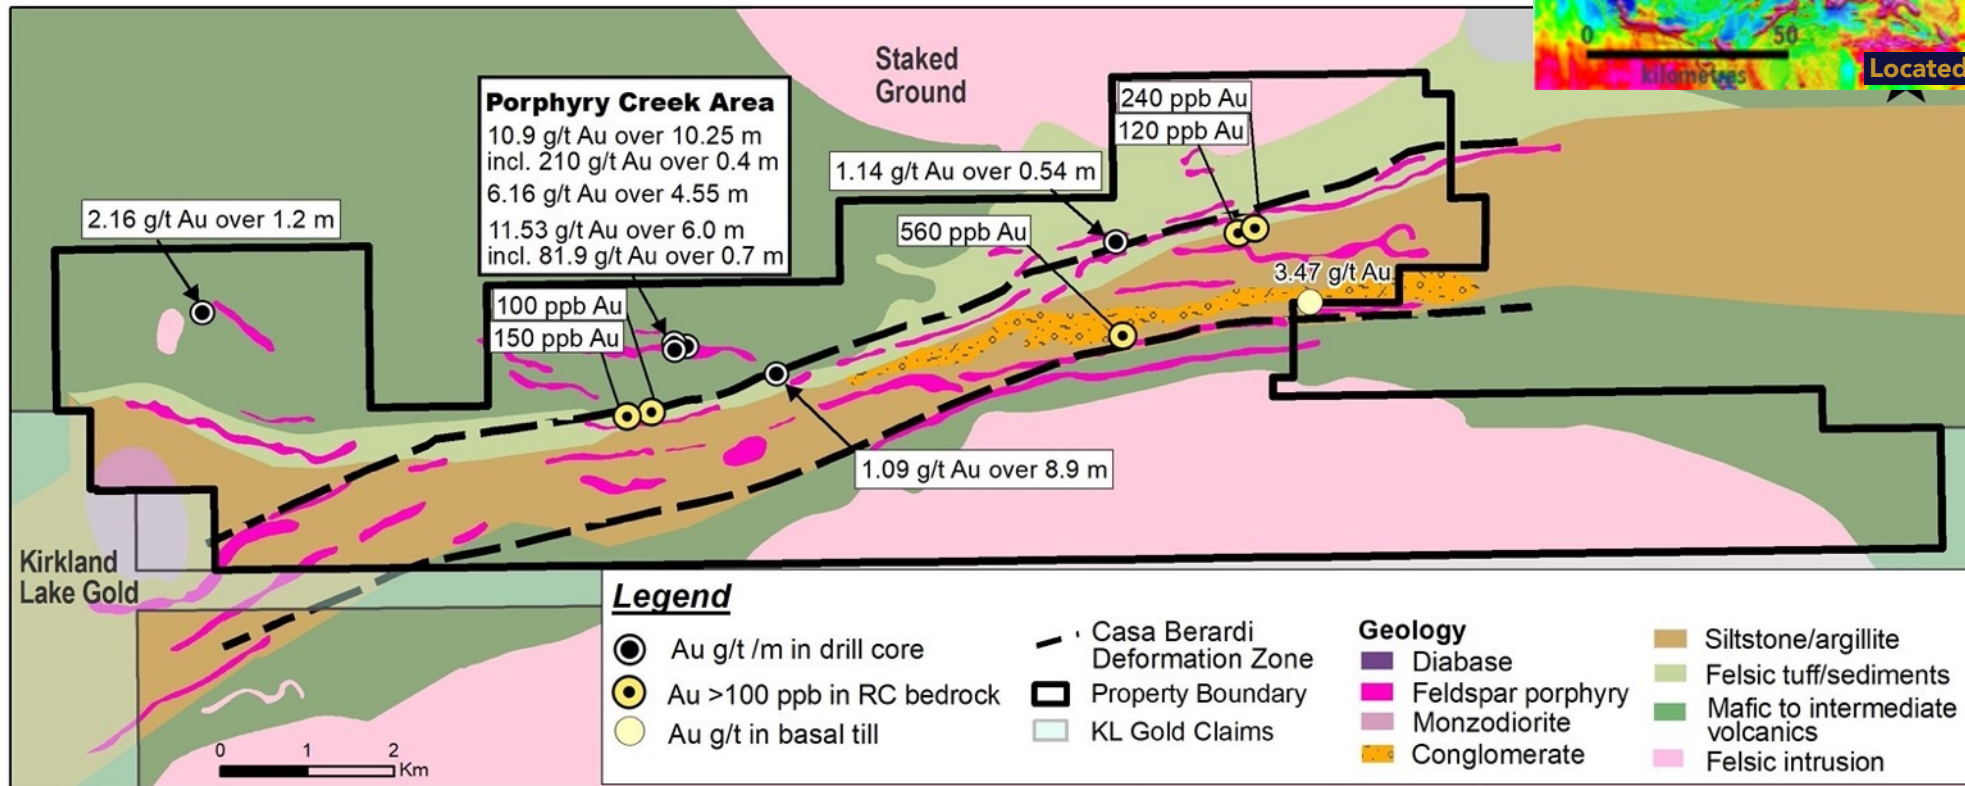 0 50
kilometres
Located
Staked
Ground
Porphyry Creek Area
10.9 g/t Au over 10.25 m
incl. 210 g/t Au over 0.4 m
6.16 g/t Au over 4.55 m
11.53 g/t Au over 6.0 m
incl. 81.9 g/t Au over 0.7 m
240 ppb Au
120 ppb Au
1.14 g/t Au over 0.54 m
2.16 g/t Au over 1.2 m
560 ppb Au
3.47 g/t Au
100 ppb Au
150 ppb Au
1.09 g/t Au over 8.9 m
Kirkland
Lake Gold
0 1 2
Km
Legend
Au g/t /m in drill core
Au >100 ppb in RC bedrock
Au g/t in basal till
Casa Berardi
Deformation Zone
Property Boundary
KL Gold Claims
Geology
Diabase
Feldspar porphyry
Monzodiorite
Conglomerate
Siltstone/argillite
Felsic tuff/sediments
Mafic to intermediate
volcanics
Felsic intrusion